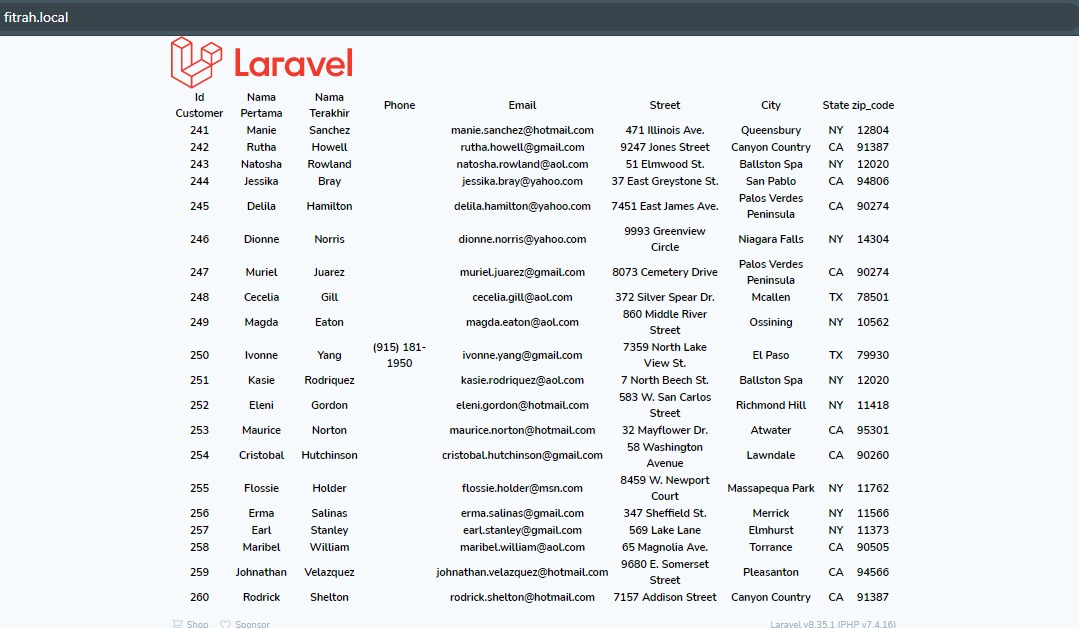 fitrah.local
Laravel
Id Customer Nama Pertama Nama Terakhir Phone Email Street City State zip_code
241 Manie Sanchez manie.sanchez@hotmail.com 471 Illinois Ave. Queensbury NY 12804
242 Rutha Howell rutha.howell@gmail.com 9247 Jones Street Canyon Country CA 91387
243 Natosha Rowland natosha.rowland@aol.com 51 Elmwood St. Ballston Spa NY 12020
244 Jessika Bray jessika.bray@yahoo.com 37 East Greystone St. San Pablo CA 94806
245 Delila Hamilton delila.hamilton@yahoo.com 7451 East James Ave. Palos Verdes Peninsula CA 90274
246 Dionne Norris dionne.norris@yahoo.com 9993 Greenview Circle Niagara Falls NY 14304
247 Muriel Juarez muriel.juarez@gmail.com 8073 Cemetery Drive Palos Verdes Peninsula CA 90274
248 Cecelia Gill cecelia.gill@aol.com 372 Silver Spear Dr. Mcallen TX 78501
249 Magda Eaton magda.eaton@aol.com 860 Middle River Street Ossining NY 10562
250 Ivonne Yang (915) 181-1950 ivonne.yang@gmail.com 7359 North Lake View St. El Paso TX 79930
251 Kasie Rodriquez kasie.rodriquez@aol.com 7 North Beech St. Ballston Spa NY 12020
252 Eleni Gordon eleni.gordon@hotmail.com 583 W. San Carlos Street Richmond Hill NY 11418
253 Maurice Norton maurice.norton@hotmail.com 32 Mayflower Dr. Atwater CA 95301
254 Cristobal Hutchinson cristobal.hutchinson@gmail.com 58 Washington Avenue Lawndale CA 90260
255 Flossie Holder flossie.holder@msn.com 8459 W. Newport Court Massapequa Park NY 11762
256 Erma Salinas erma.salinas@gmail.com 347 Sheffield St. Merrick NY 11566
257 Earl Stanley earl.stanley@gmail.com 569 Lake Lane Elmhurst NY 11373
258 Maribel William maribel.william@aol.com 65 Magnolia Ave. Torrance CA 90505
259 Johnathan Velazquez johnathan.velazquez@hotmail.com 9680 E. Somerset Street Pleasanton CA 94566
260 Rodrick Shelton rodrick.shelton@hotmail.com 7157 Addison Street Canyon Country CA 91387
Shop Sponsor Laravel v8.35.1 (PHP v7.4.16)